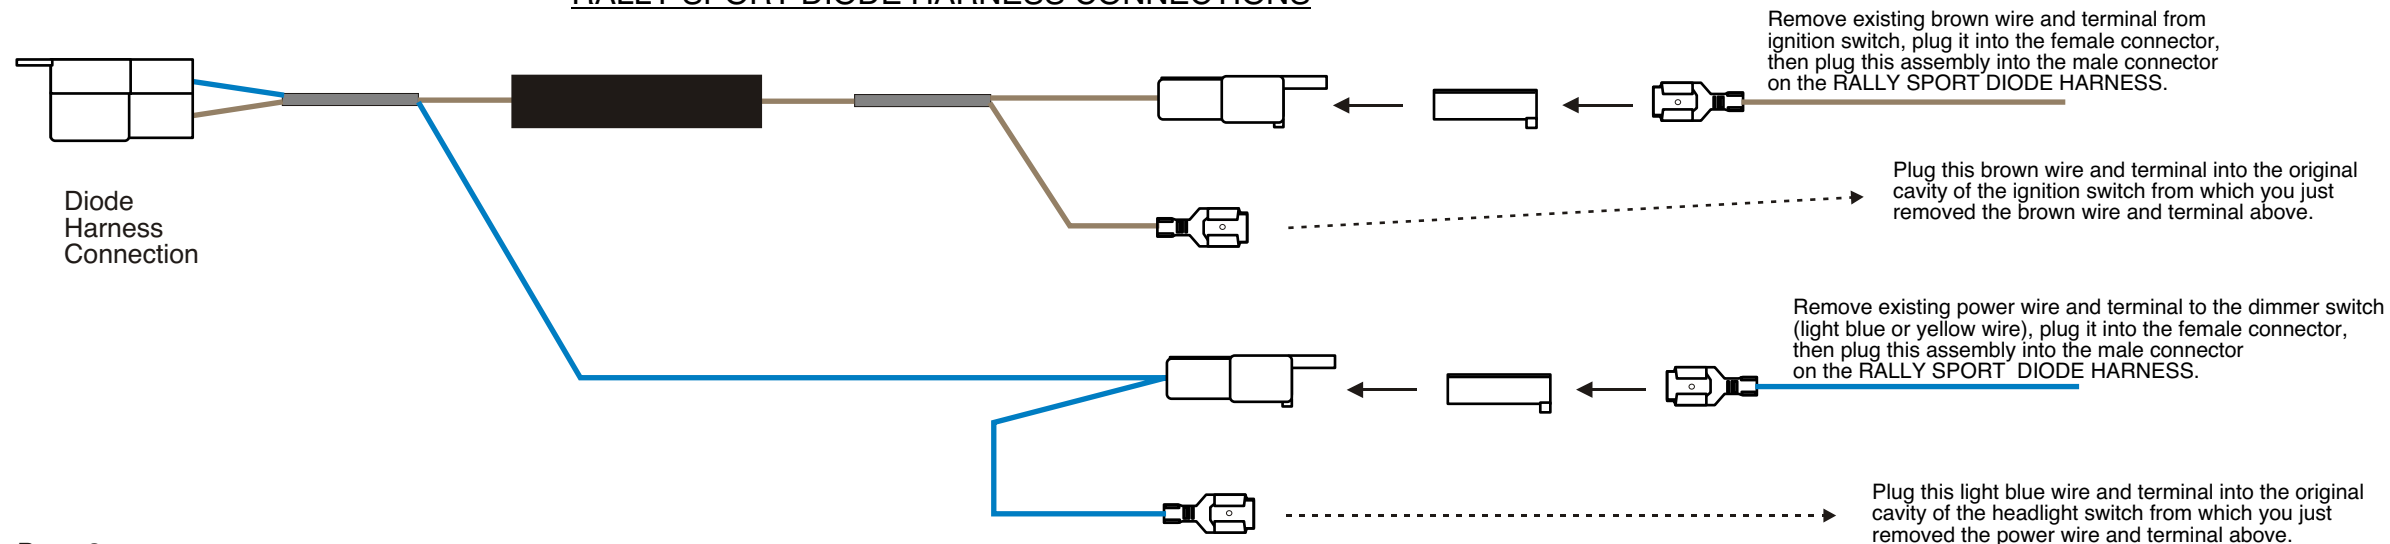 RALLY SPORT DIODE HARNESS CONNECTIONS
Remove existing brown wire and terminal from
ignition switch, plug it into the female connector,
then plug this assembly into the male connector
on the RALLY SPORT DIODE HARNESS.
Plug this brown wire and terminal into the original
cavity of the ignition switch from which you just
removed the brown wire and terminal above.
Diode
Harness
Connection
Remove existing power wire and terminal to the dimmer switch
(light blue or yellow wire), plug it into the female connector,
then plug this assembly into the male connector
on the RALLY SPORT DIODE HARNESS.
Plug this light blue wire and terminal into the original
cavity of the headlight switch from which you just
removed the power wire and terminal above.